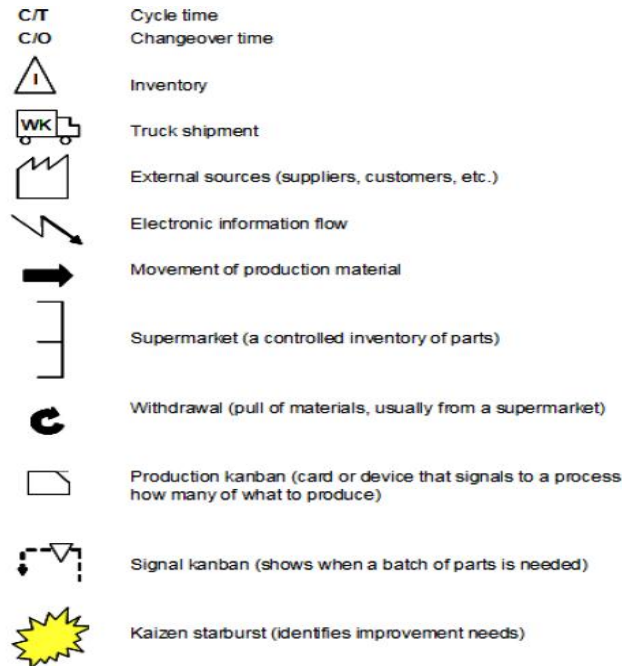 C/T Cycle time
C/O Changeover time
I Inventory
WK Truck shipment
External sources (suppliers, customers, etc.)
Electronic information flow
Movement of production material
Supermarket (a controlled inventory of parts)
Withdrawal (pull of materials, usually from a supermarket)
Production kanban (card or device that signals to a process
how many of what to produce)
Signal kanban (shows when a batch of parts is needed)
Kaizen starburst (identifies improvement needs)